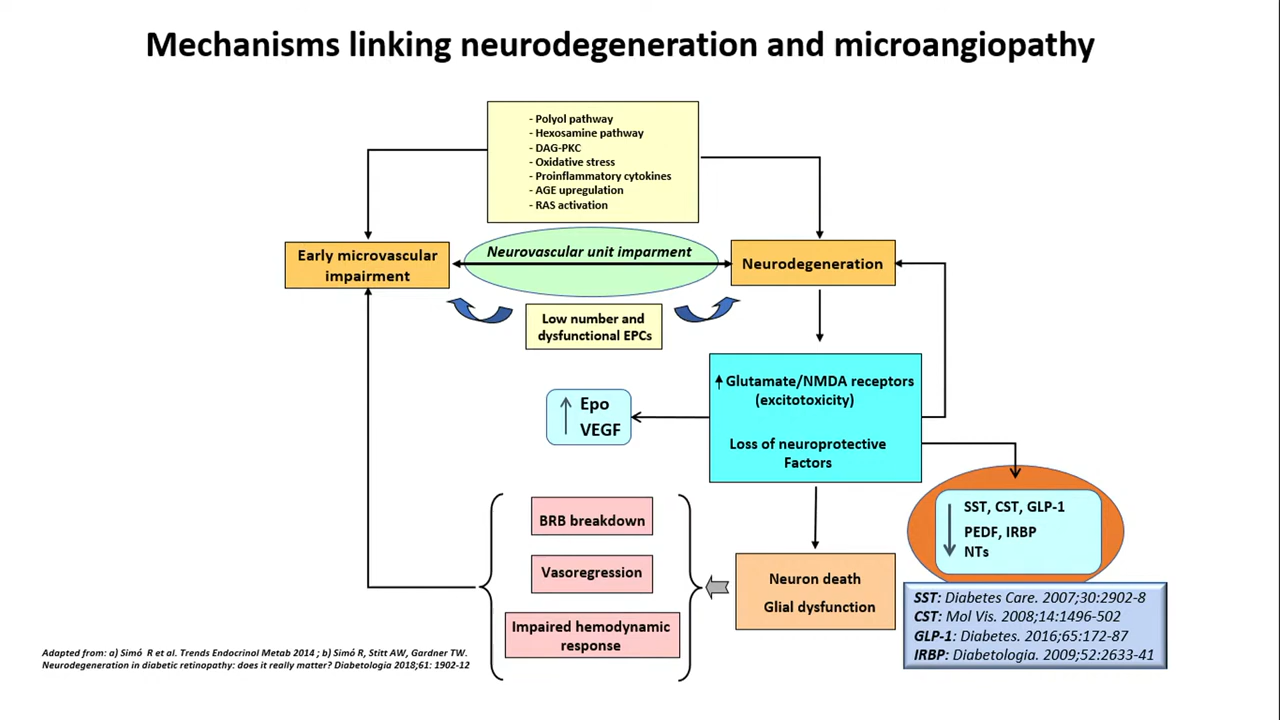 Mechanisms linking neurodegeneration and microangiopathy
- Polyol pathway
- Hexosamine pathway
- DAG-PKC
- Oxidative stress
- Proinflammatory cytokines
- AGE upregulation
- RAS activation
Early microvascular
impairment
Neurovascular unit imparment
Neurodegeneration
Low number and
dysfunctional EPCs
Glutamate/NMDA receptors
(excitotoxicity)
Loss of neuroprotective
Factors
Epo
VEGF
SST, CST, GLP-1
PEDF, IRBP
NTs
BRB breakdown
Vasoregression
Impaired hemodynamic
response
Neuron death
Glial dysfunction
SST: Diabetes Care. 2007;30:2902-8
CST: Mol Vis. 2008;14:1496-502
GLP-1: Diabetes. 2016;65:172-87
IRBP: Diabetologia. 2009;52:2633-41
Adapted from: a) Simó R et al. Trends Endocrinol Metab 2014 ; b) Simó R, Stitt AW, Gardner TW.
Neurodegeneration in diabetic retinopathy: does it really matter? Diabetologia 2018;61: 1902-12